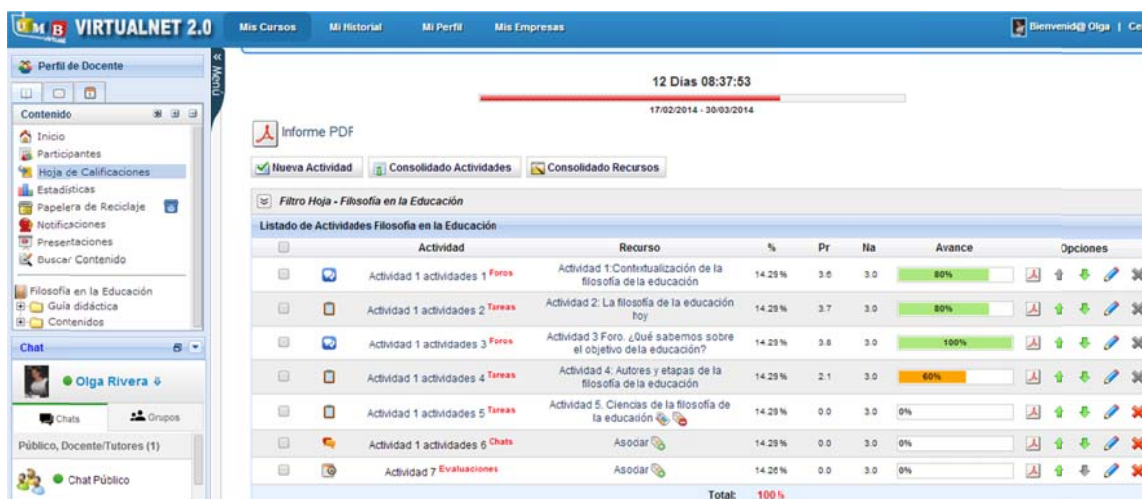 UMB VIRTUALNET 2.0
Mis Cursos Mi Historial Mi Perfil Mis Empresas
Bienvenid@ Olga | Ce
Perfil de Docente
Contenido
Inicio
Participantes
Hoja de Calificaciones
Estadísticas
Papelera de Reciclaje
Notificaciones
Presentaciones
Buscar Contenido
Filosofía en la Educación
Guía didáctica
Contenidos
Chat
Olga Rivera
Chats Grupos
Público, Docente/Tutores (1)
Chat Público
« Menú
12 Días 08:37:53
17/02/2014 - 30/03/2014
Informe PDF
Nueva Actividad Consolidado Actividades Consolidado Recursos
Filtro Hoja - Filosofía en la Educación
Listado de Actividades Filosofía en la Educación
Actividad Recurso % Pr Na Avance Opciones
Actividad 1 actividades 1 Foros Actividad 1:Contextualización de la filosofía de la educación 14.29% 3.6 3.0 80%
Actividad 1 actividades 2 Tareas Actividad 2: La filosofía de la educación hoy 14.29% 3.7 3.0 80%
Actividad 1 actividades 3 Foros Actividad 3 Foro. ¿Qué sabemos sobre el objetivo dela educación? 14.29% 3.8 3.0 100%
Actividad 1 actividades 4 Tareas Actividad 4: Autores y etapas de la filosofía de la educación 14.29% 2.1 3.0 60%
Actividad 1 actividades 5 Tareas Actividad 5. Ciencias de la filosofía de la educación 14.29% 0.0 3.0 0%
Actividad 1 actividades 6 Chats Asociar 14.29% 0.0 3.0 0%
Actividad 7 Evaluaciones Asociar 14.26% 0.0 3.0 0%
Total: 100%